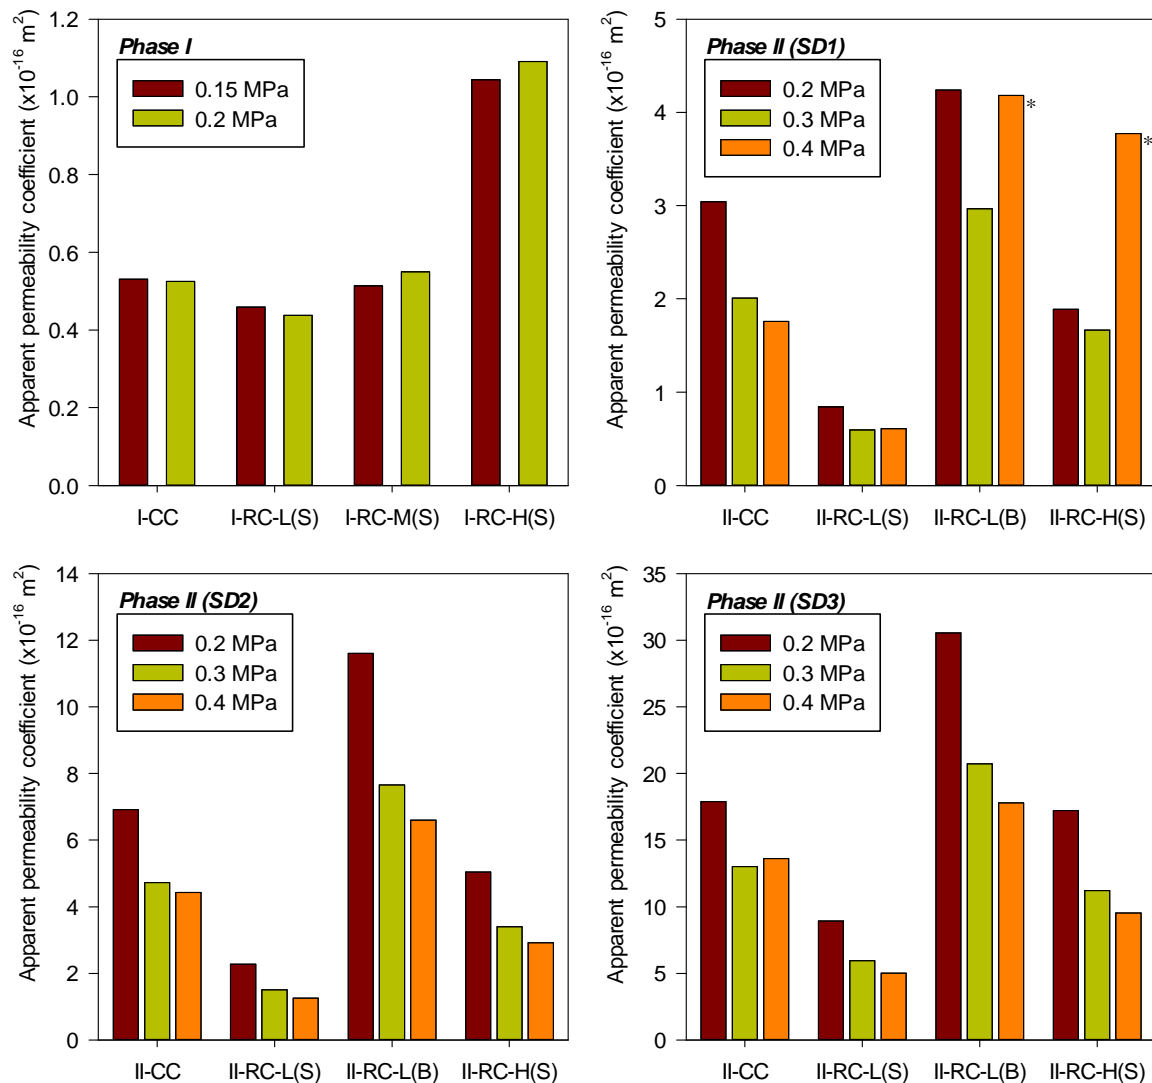 Apparent permeability coefficient (x10⁻¹⁶ m²)
1.2
1.0
0.8
0.6
0.4
0.2
0.0
Phase I
0.15 MPa
0.2 MPa
I-CC
I-RC-L(S)
I-RC-M(S)
I-RC-H(S)
Apparent permeability coefficient (x10⁻¹⁶ m²)
5
4
3
2
1
0
Phase II (SD1)
0.2 MPa
0.3 MPa
0.4 MPa
*
*
II-CC
II-RC-L(S)
II-RC-L(B)
II-RC-H(S)
Apparent permeability coefficient (x10⁻¹⁶ m²)
14
12
10
8
6
4
2
0
Phase II (SD2)
0.2 MPa
0.3 MPa
0.4 MPa
II-CC
II-RC-L(S)
II-RC-L(B)
II-RC-H(S)
Apparent permeability coefficient (x10⁻¹⁶ m²)
35
30
25
20
15
10
5
0
Phase II (SD3)
0.2 MPa
0.3 MPa
0.4 MPa
II-CC
II-RC-L(S)
II-RC-L(B)
II-RC-H(S)